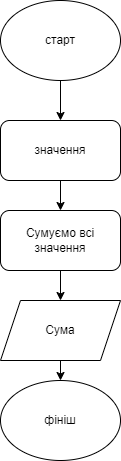 старт
значення
Сумуємо всі
значення
Сума
фініш